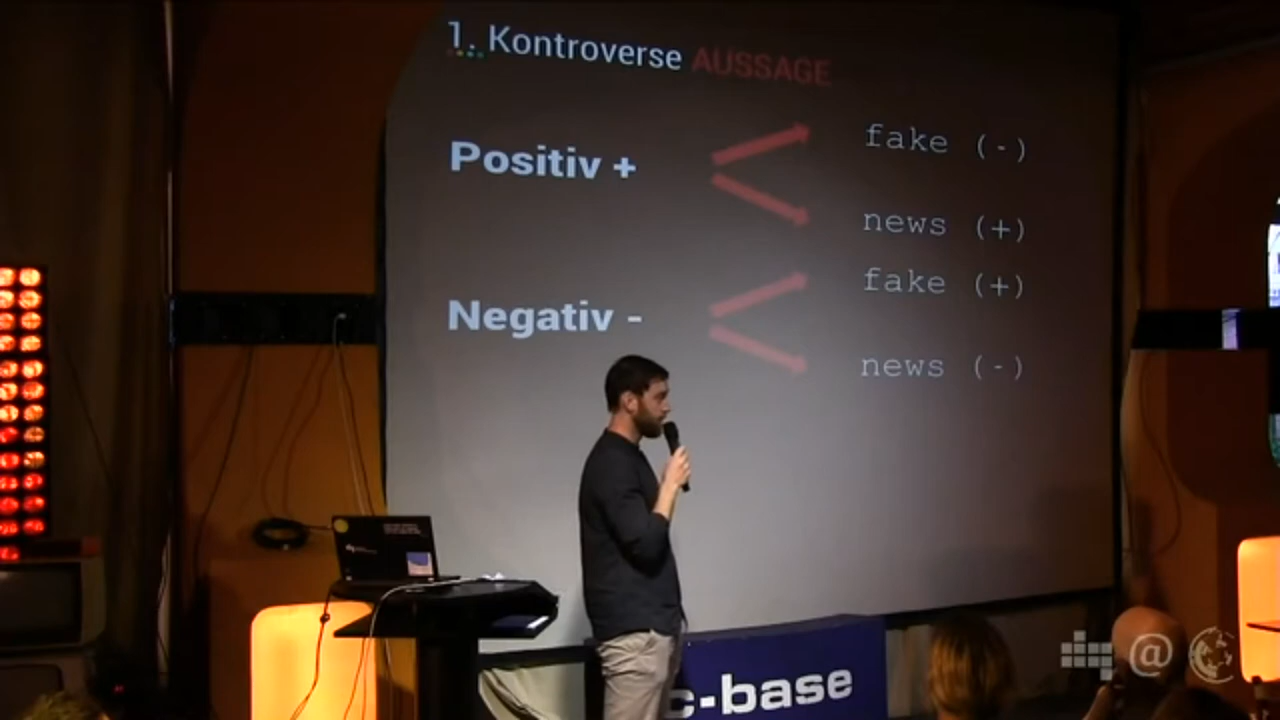 1. Kontroverse AUSSAGE
Positiv +
fake (-)
news (+)
Negativ -
fake (+)
news (-)
c-base
@